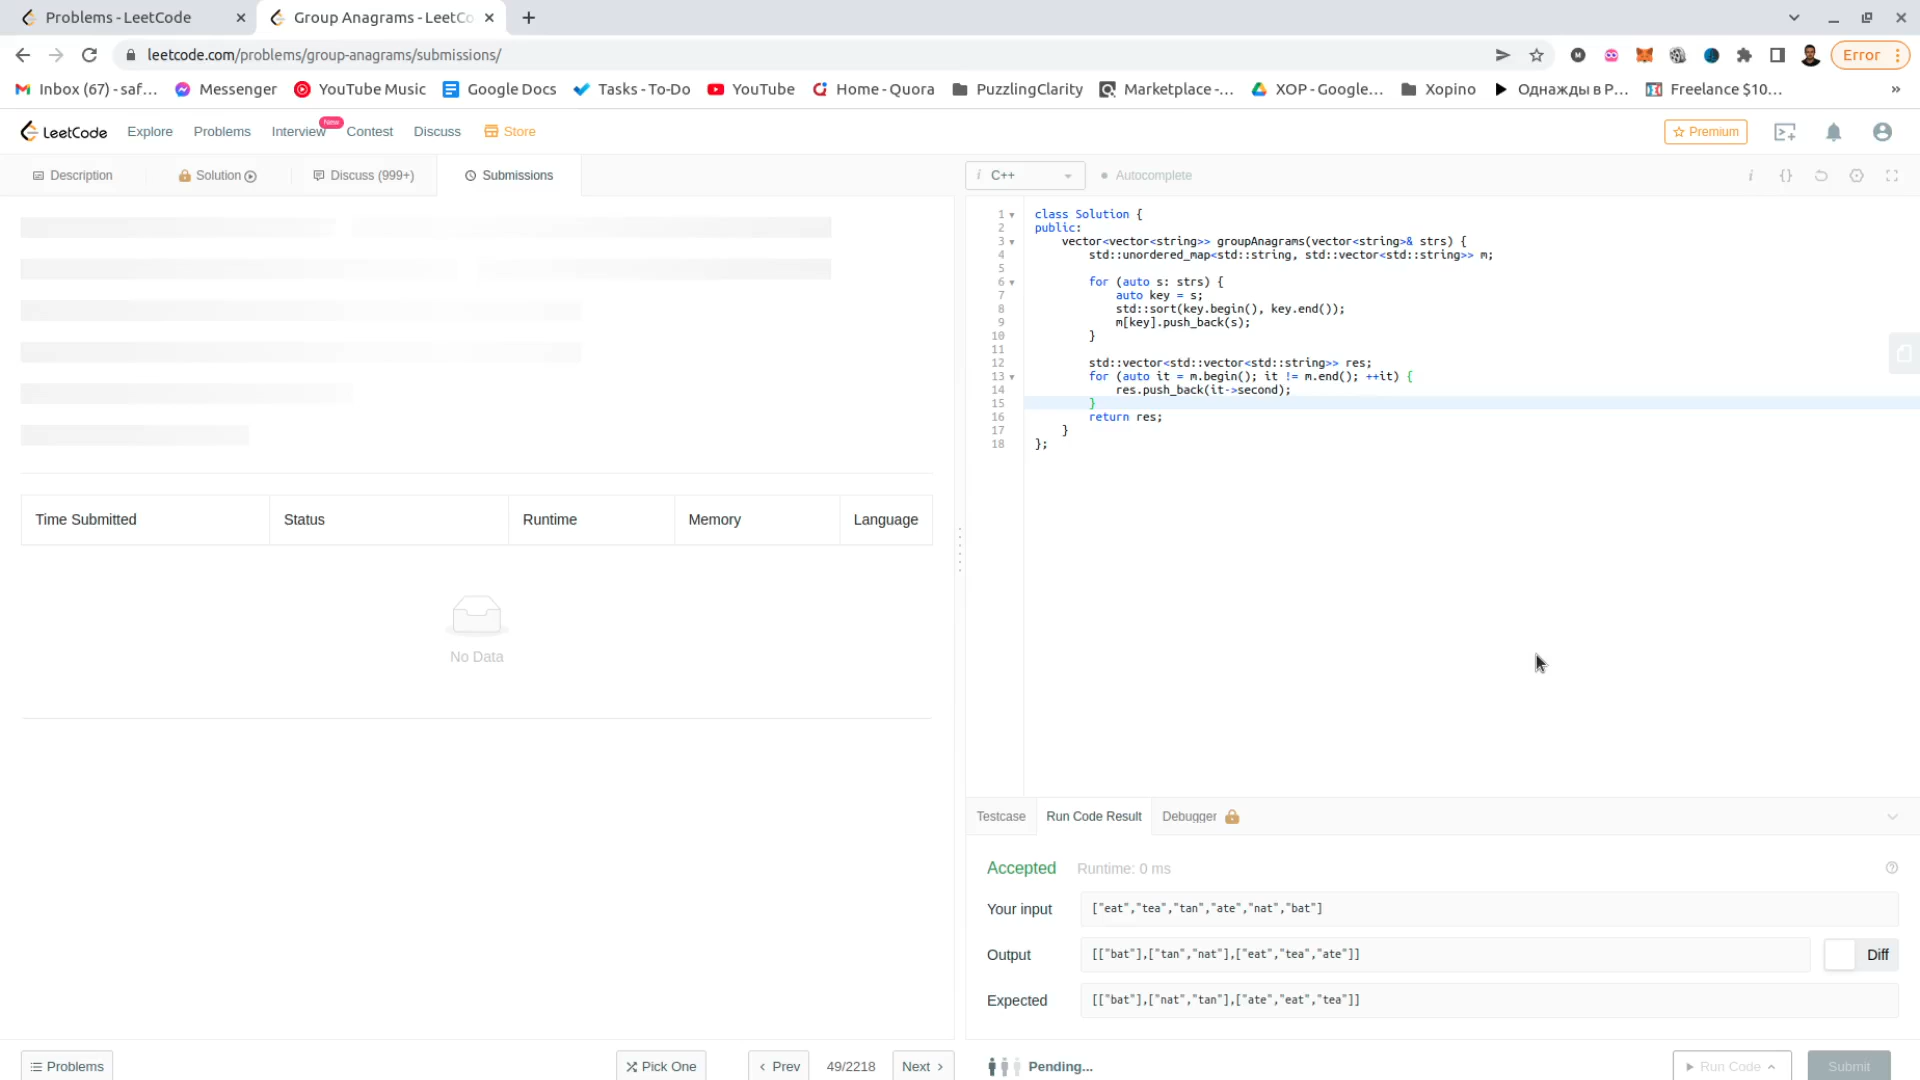 Problems - LeetCode
Group Anagrams - LeetCo
leetcode.com/problems/group-anagrams/submissions/
Error
Inbox (67) - saf...
Messenger
YouTube Music
Google Docs
Tasks - To-Do
YouTube
Home - Quora
PuzzlingClarity
Marketplace -...
XOP - Google...
Xopino
Однажды в Р...
Freelance $10...
»
LeetCode
Explore
Problems
Interview
New
Contest
Discuss
Store
Premium
Description
Solution
Discuss (999+)
Submissions
i C++
Autocomplete
i
{}
1 class Solution {
2 public:
3 vector<vector<string>> groupAnagrams(vector<string>& strs) {
4 std::unordered_map<std::string, std::vector<std::string>> m;
5
6 for (auto s: strs) {
7 auto key = s;
8 std::sort(key.begin(), key.end());
9 m[key].push_back(s);
10 }
11
12 std::vector<std::vector<std::string>> res;
13 for (auto it = m.begin(); it != m.end(); ++it) {
14 res.push_back(it->second);
15 }
16 return res;
17 }
18 };
Time Submitted
Status
Runtime
Memory
Language
No Data
Testcase
Run Code Result
Debugger
Accepted
Runtime: 0 ms
Your input
["eat","tea","tan","ate","nat","bat"]
Output
[["bat"],["tan","nat"],["eat","tea","ate"]]
Diff
Expected
[["bat"],["nat","tan"],["ate","eat","tea"]]
Problems
Pick One
Prev
49/2218
Next
Pending...
Run Code
Submit